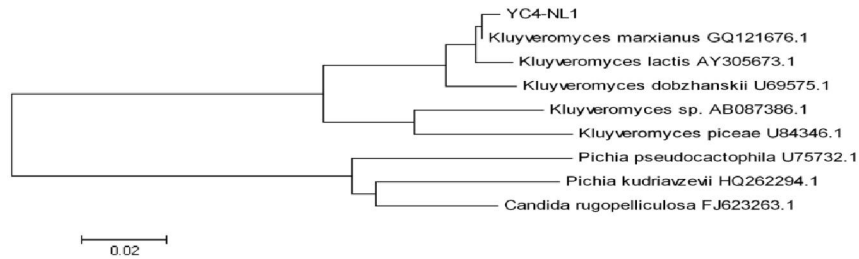 YC4-NL1
Kluyveromyces marxianus GQ121676.1
Kluyveromyces lactis AY305673.1
Kluyveromyces dobzhanskii U69575.1
Kluyveromyces sp. AB087386.1
Kluyveromyces piceae U84346.1
Pichia pseudocactophila U75732.1
Pichia kudriavzevii HQ262294.1
Candida rugopelliculosa FJ623263.1
0.02